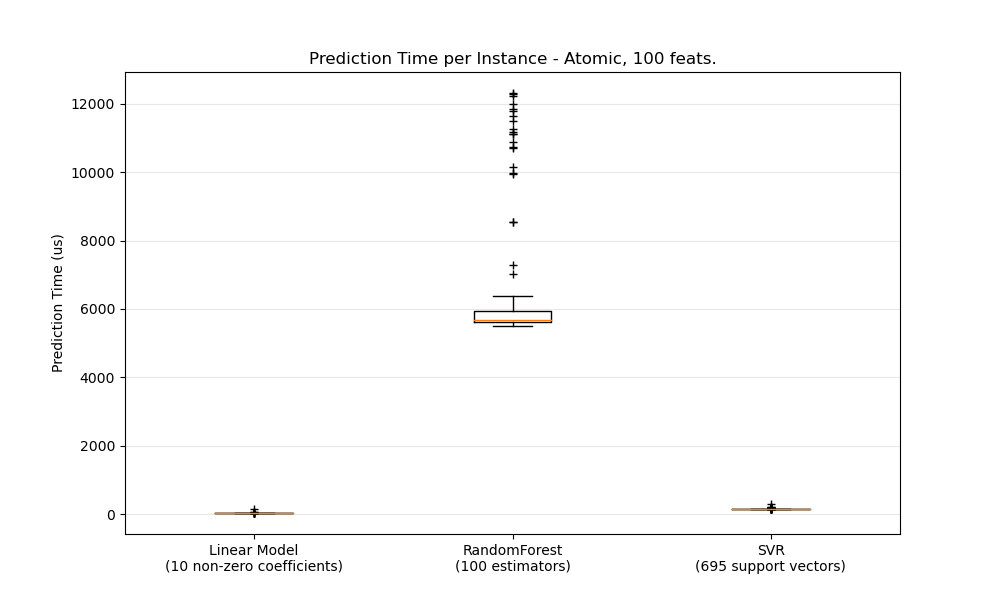 Prediction Time per Instance - Atomic, 100 feats.
Prediction Time (us)
12000
10000
8000
6000
4000
2000
0
Linear Model
(10 non-zero coefficients)
RandomForest
(100 estimators)
SVR
(695 support vectors)